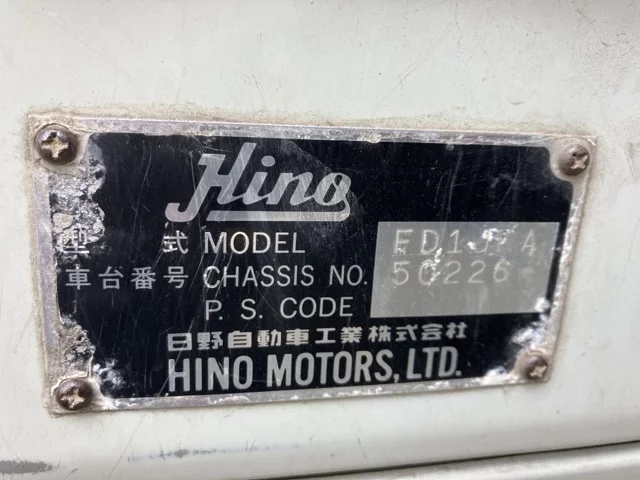 Hino
型 式 MODEL
車台番号 CHASSIS NO. 50226
P. S. CODE
日野自動車工業株式会社
HINO MOTORS, LTD.